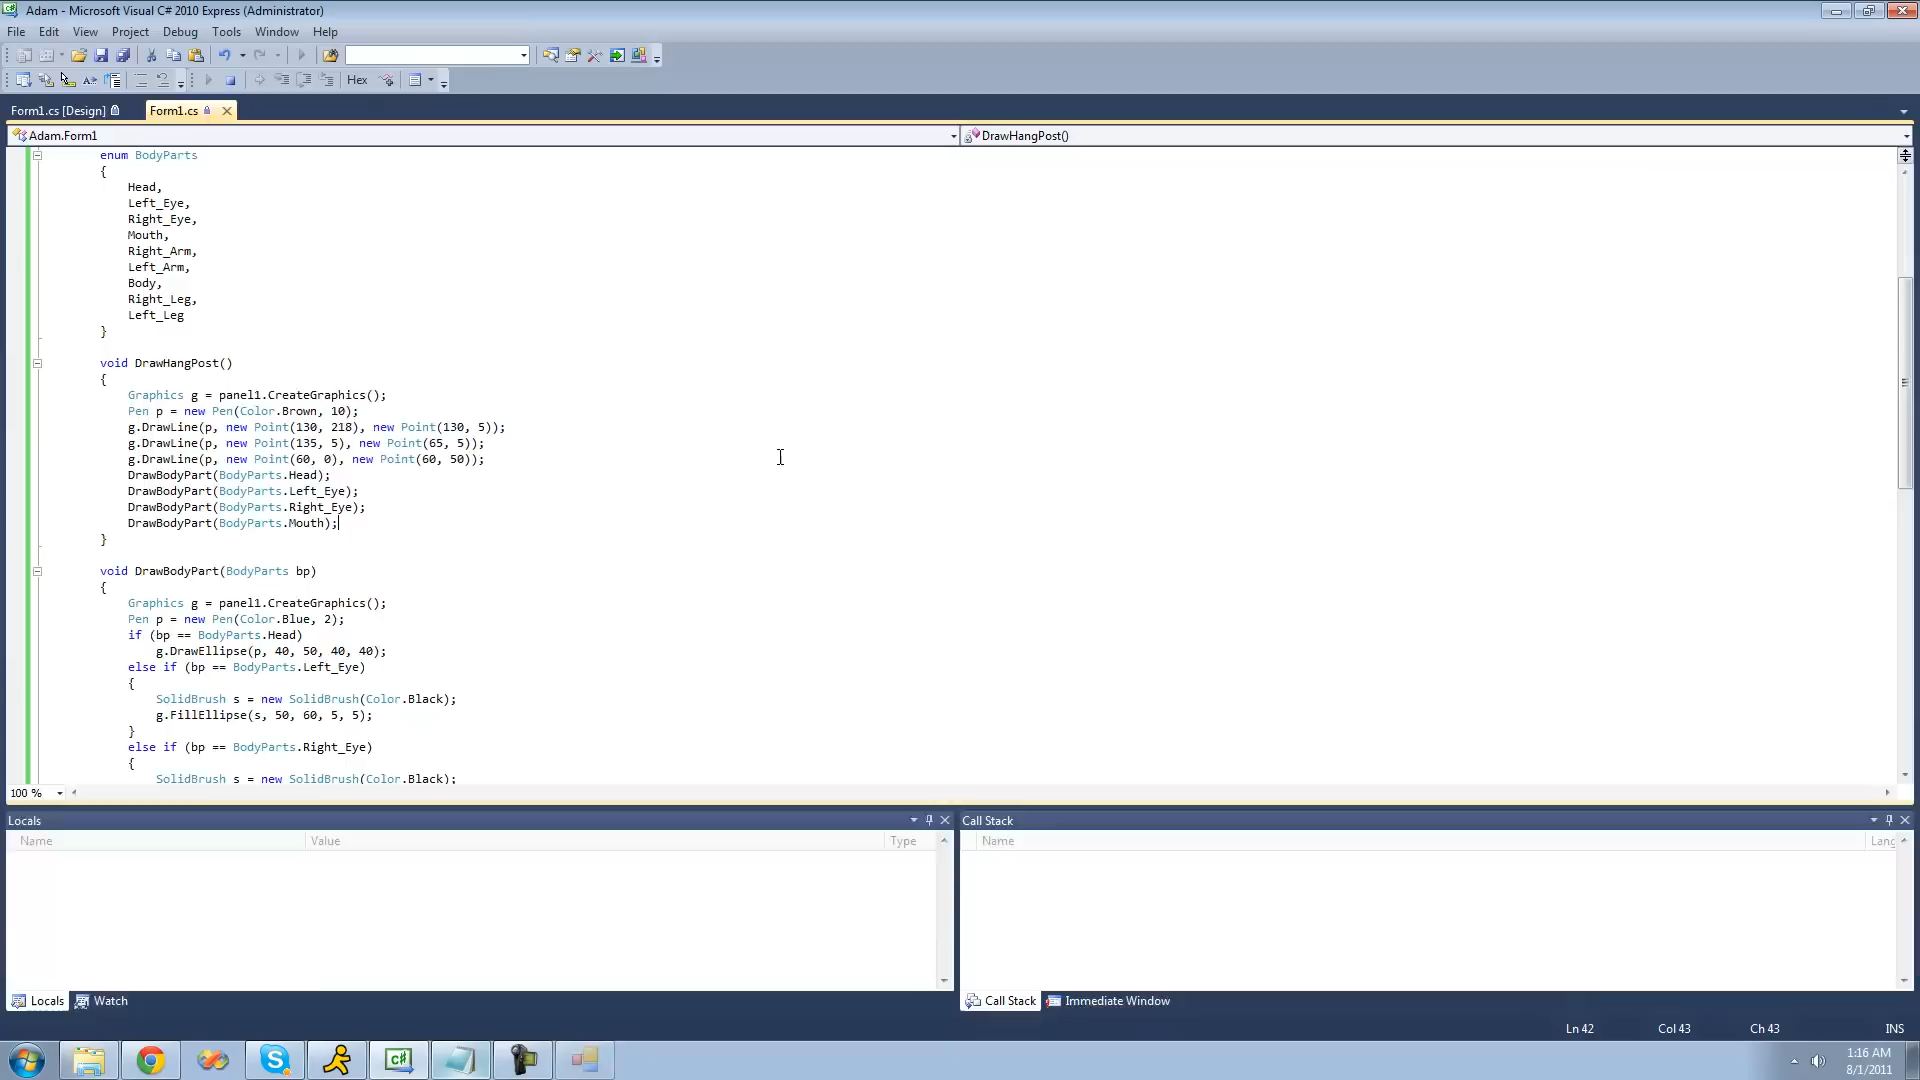 Adam - Microsoft Visual C# 2010 Express (Administrator)
File Edit View Project Debug Tools Window Help
Hex
Form1.cs [Design] Form1.cs
Adam.Form1 DrawHangPost()
enum BodyParts
{
Head,
Left_Eye,
Right_Eye,
Mouth,
Right_Arm,
Left_Arm,
Body,
Right_Leg,
Left_Leg
}
void DrawHangPost()
{
Graphics g = panel1.CreateGraphics();
Pen p = new Pen(Color.Brown, 10);
g.DrawLine(p, new Point(130, 218), new Point(130, 5));
g.DrawLine(p, new Point(135, 5), new Point(65, 5));
g.DrawLine(p, new Point(60, 0), new Point(60, 50));
DrawBodyPart(BodyParts.Head);
DrawBodyPart(BodyParts.Left_Eye);
DrawBodyPart(BodyParts.Right_Eye);
DrawBodyPart(BodyParts.Mouth);
}
void DrawBodyPart(BodyParts bp)
{
Graphics g = panel1.CreateGraphics();
Pen p = new Pen(Color.Blue, 2);
if (bp == BodyParts.Head)
g.DrawEllipse(p, 40, 50, 40, 40);
else if (bp == BodyParts.Left_Eye)
{
SolidBrush s = new SolidBrush(Color.Black);
g.FillEllipse(s, 50, 60, 5, 5);
}
else if (bp == BodyParts.Right_Eye)
{
SolidBrush s = new SolidBrush(Color.Black);
100 %
Locals Call Stack
Name Value Type Name Lang
Locals Watch Call Stack Immediate Window
Ln 42 Col 43 Ch 43 INS
1:16 AM
8/1/2011